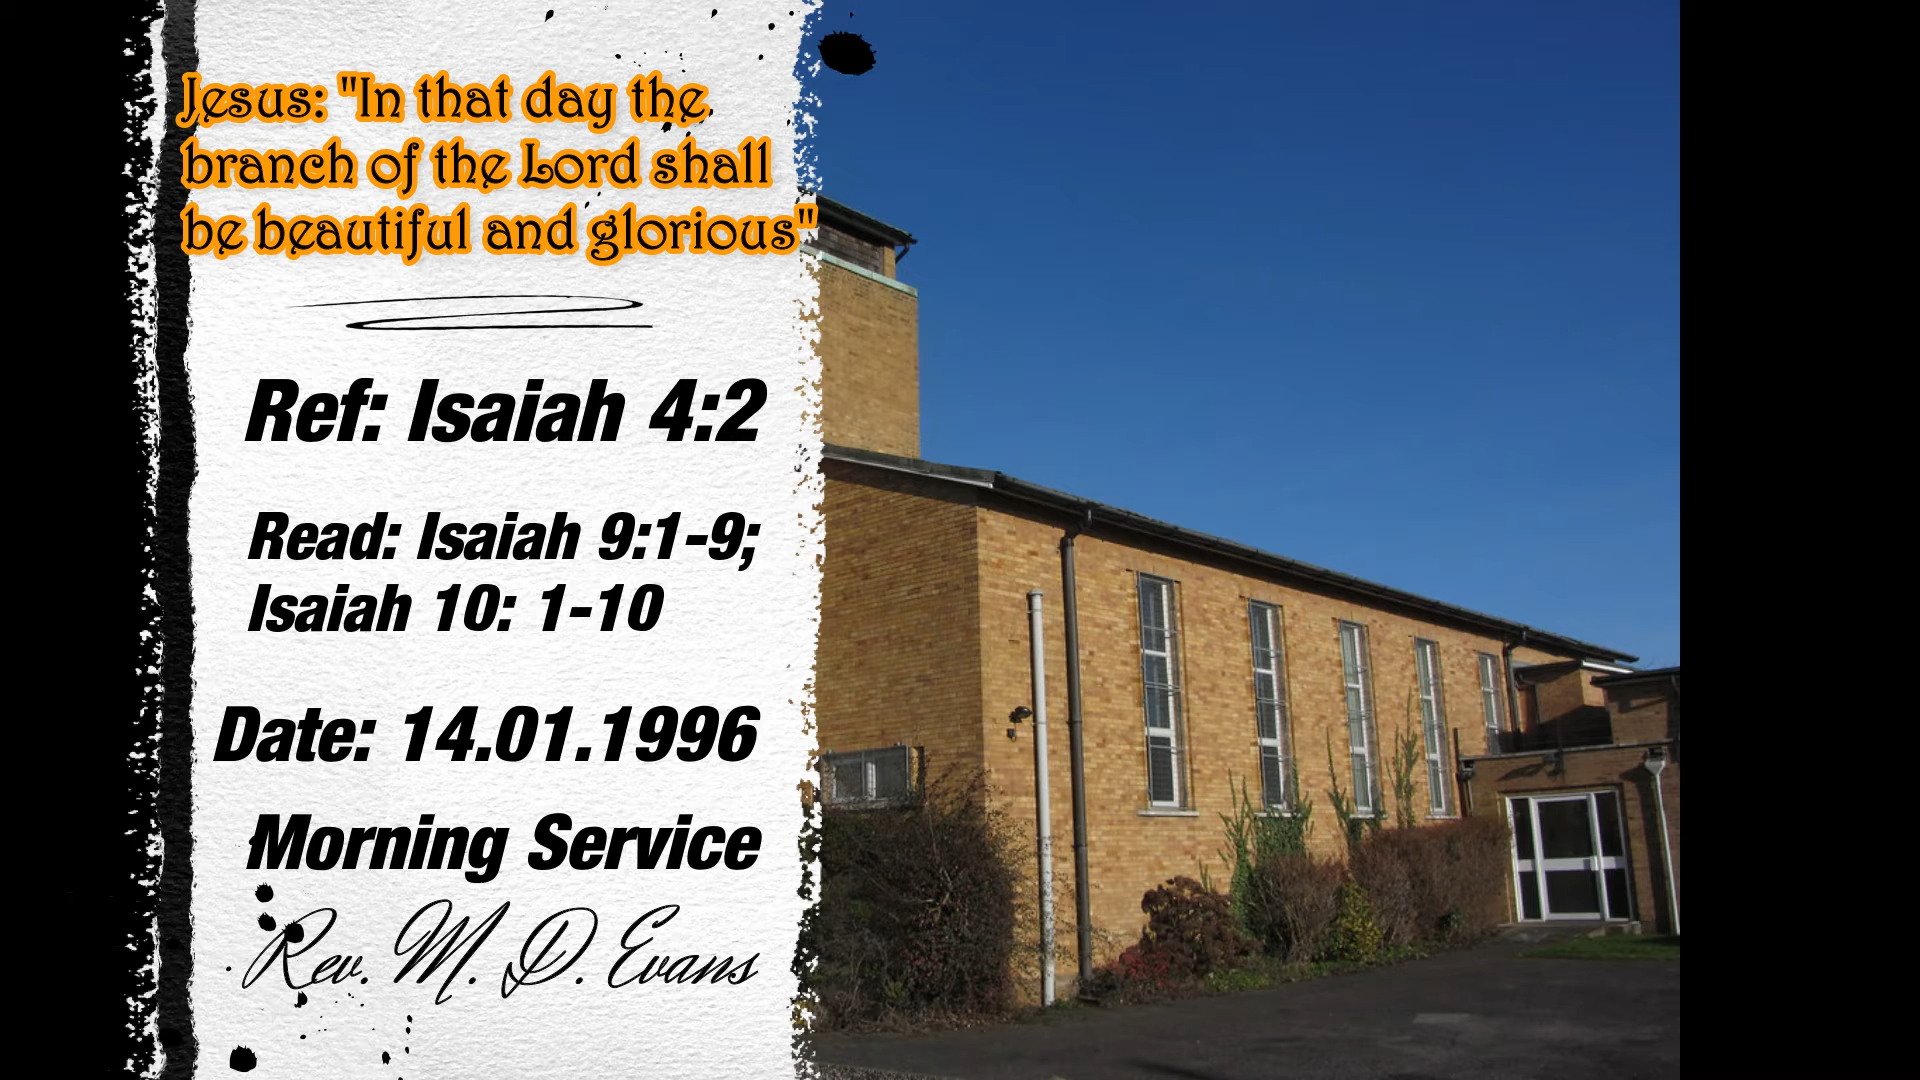 Jesus: "In that day the
branch of the Lord shall
be beautiful and glorious"
Ref: Isaiah 4:2
Read: Isaiah 9:1-9;
Isaiah 10: 1-10
Date: 14.01.1996
Morning Service
Rev. M. D. Evans